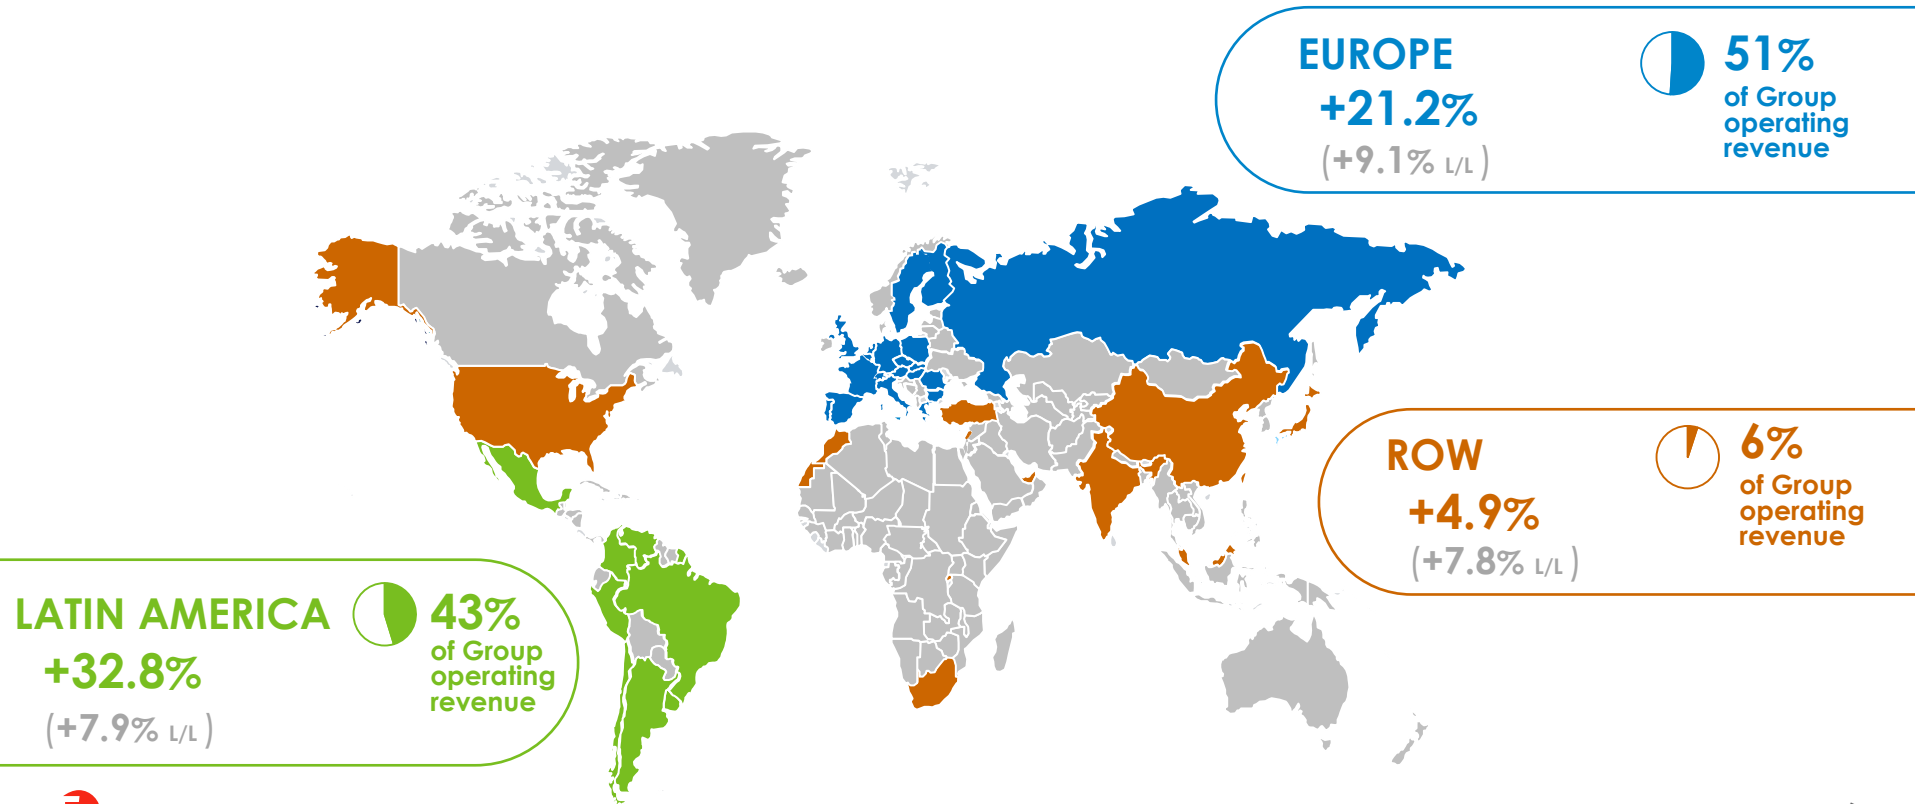 EUROPE
+21.2%
(+9.1% L/L )
51%
of Group
operating
revenue
ROW
+4.9%
(+7.8% L/L )
6%
of Group
operating
revenue
LATIN AMERICA
+32.8%
(+7.9% L/L )
43%
of Group
operating
revenue